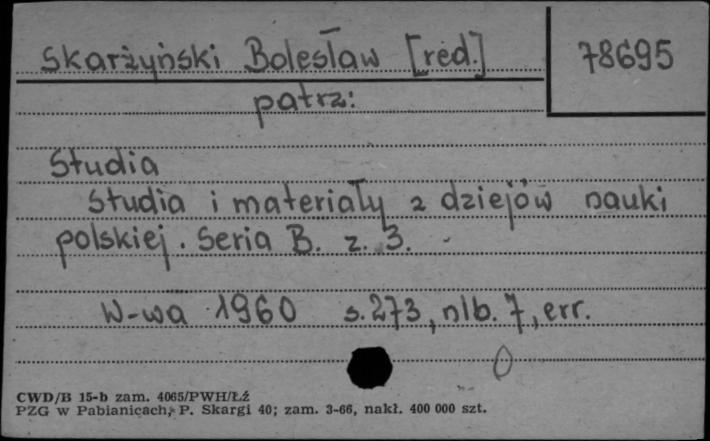 Skarżyński Bolesław [red.] 78695
patrz:
Studia
Studia i materiały z dziejów nauki
polskiej. Seria B. z. 3.
W-wa 1960 s. 273, nlb. 7, err.
CWD/B 15-b zam. 4065/PWH/Łź
PZG w Pabianicach, P. Skargi 40; zam. 3-66, nakł. 400 000 szt.